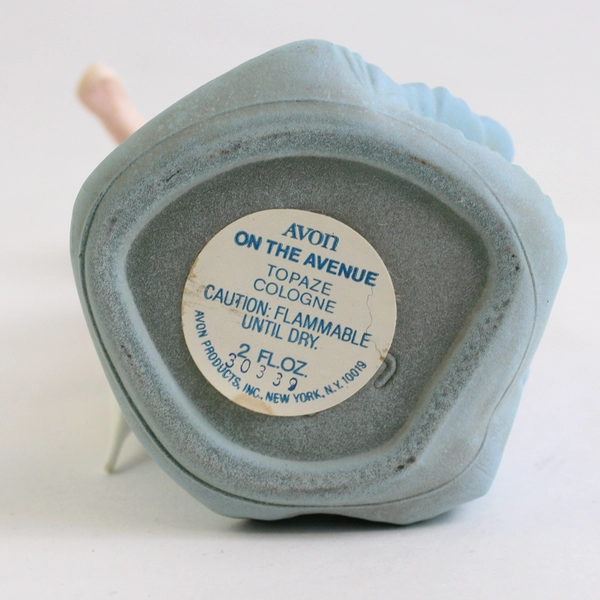 AVON
ON THE AVENUE
TOPAZE
COLOGNE
CAUTION: FLAMMABLE
UNTIL DRY.
2 FL.OZ.
30339
AVON PRODUCTS, INC. NEW YORK, N.Y. 10019